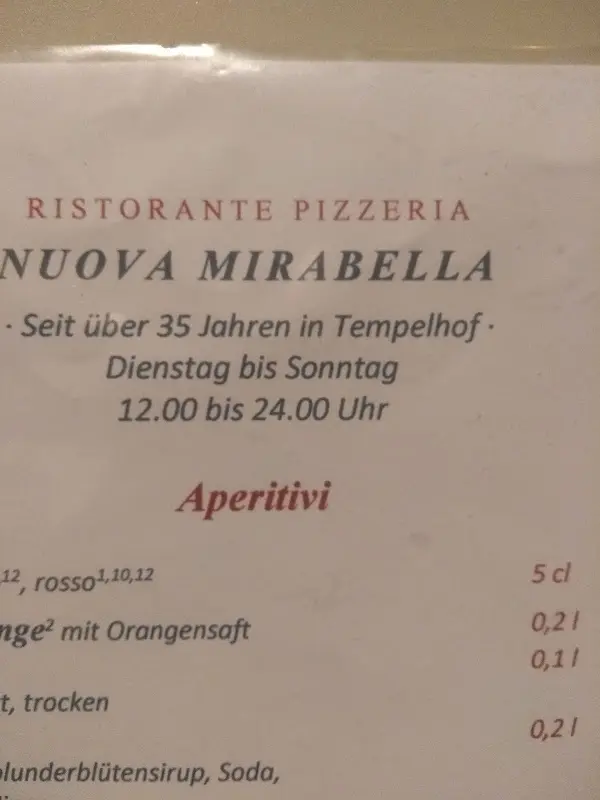 RISTORANTE PIZZERIA
NUOVA MIRABELLA
· Seit über 35 Jahren in Tempelhof ·
Dienstag bis Sonntag
12.00 bis 24.00 Uhr
Aperitivi
12, rosso1,10,12 5 cl
nge2 mit Orangensaft 0,2 l
0,1 l
t, trocken
0,2 l
olunderblütensirup, Soda,